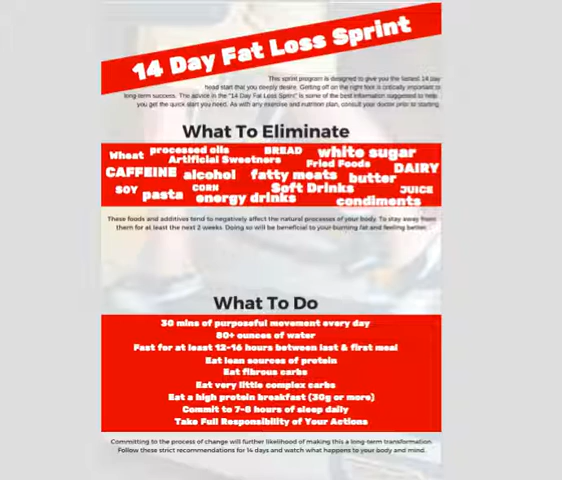 14 Day Fat Loss Sprint
This sprint program is designed to give you the fastest 14 day
head start that you deeply desire. Getting off on the right foot is critically important to
long-term success. The advice in the "14 Day Fat Loss Sprint" is some of the best information suggested to help
you get the quick start you need. As with any exercise and nutrition plan, consult your doctor prior to starting.
What To Eliminate
Wheat processed oils BREAD white sugar
Artificial Sweetners Fried Foods DAIRY
CAFFEINE alcohol fatty meats butter
SOY pasta CORN Soft Drinks JUICE
energy drinks condiments
These foods and additives tend to negatively affect the natural processes of your body. To stay away from
them for at least the next 2 weeks. Doing so will be beneficial to your burning fat and feeling better.
What To Do
30 mins of purposeful movement every day
80+ ounces of water
Fast for at least 12-16 hours between last & first meal
Eat lean sources of protein
Eat fibrous carbs
Eat very little complex carbs
Eat a high protein breakfast (30g or more)
Commit to 7-8 hours of sleep daily
Take Full Responsibility of Your Actions
Committing to the process of change will further likelihood of making this a long-term transformation.
Follow these strict recommendations for 14 days and watch what happens to your body and mind.